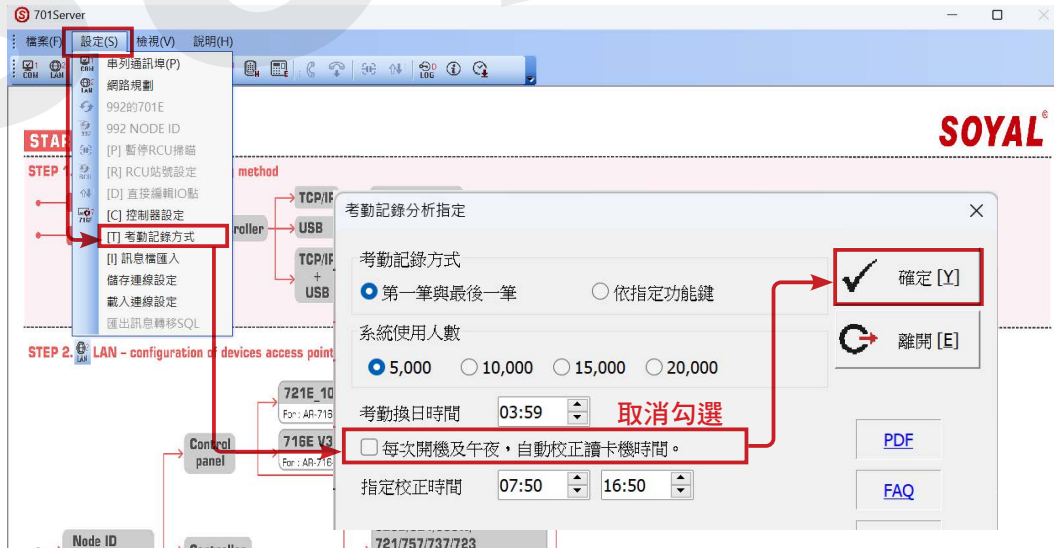 701Server
檔案(F) 設定(S) 檢視(V) 說明(H)
串列通訊埠(P)
網路規劃
992的701E
992 NODE ID
[P] 暫停RCU掃瞄
[R] RCU站號設定
[D] 直接編輯IO點
[C] 控制器設定
[T] 考勤記錄方式
[I] 訊息檔匯入
儲存連線設定
載入連線設定
匯出訊息轉移SQL
SOYAL®
STEP 1.
method
TCP/IP
USB
TCP/IP
+
USB
STEP 2. LAN – configuration of devices access point
721E
716E V3
Control
panel
Node ID
721/757/737/723
考勤記錄分析指定
考勤記錄方式
第一筆與最後一筆 依指定功能鍵
系統使用人數
5,000 10,000 15,000 20,000
考勤換日時間 03:59 取消勾選
每次開機及午夜,自動校正讀卡機時間。
指定校正時間 07:50 16:50
確定 [Y]
離開 [E]
PDF
FAQ